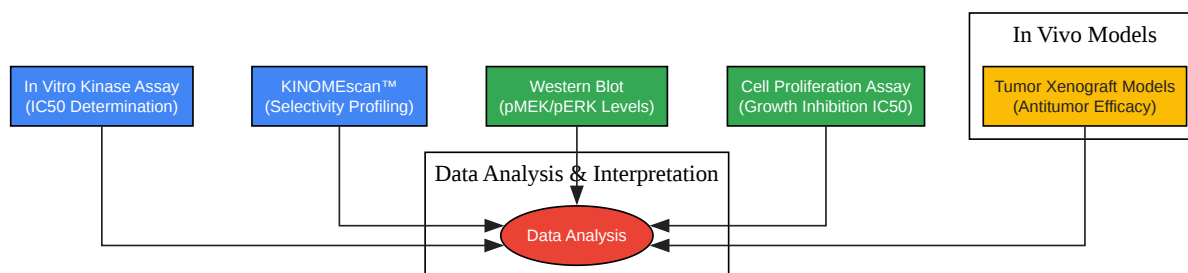 In Vivo Models
In Vitro Kinase Assay
(IC50 Determination)
KINOMEscan™
(Selectivity Profiling)
Western Blot
(pMEK/pERK Levels)
Cell Proliferation Assay
(Growth Inhibition IC50)
Tumor Xenograft Models
(Antitumor Efficacy)
Data Analysis & Interpretation
Data Analysis